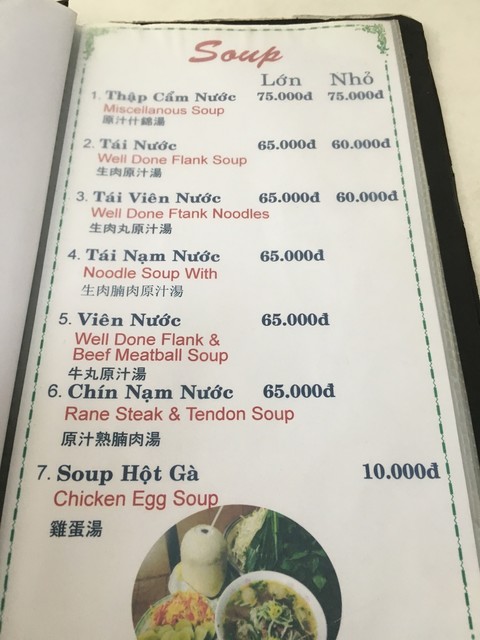 Soup
Lớn Nhỏ
1. Thập Cẩm Nước 75.000đ 75.000đ
Miscellanous Soup
原汁什錦湯
2. Tái Nước 65.000đ 60.000đ
Well Done Flank Soup
生肉原汁湯
3. Tái Viên Nước 65.000đ 60.000đ
Well Done Ftank Noodles
生肉丸原汁湯
4. Tái Nạm Nước 65.000đ
Noodle Soup With
生肉腩肉原汁湯
5. Viên Nước 65.000đ
Well Done Flank &
Beef Meatball Soup
牛丸原汁湯
6. Chín Nạm Nước 65.000đ
Rane Steak & Tendon Soup
原汁熟腩肉湯
7. Soup Hột Gà 10.000đ
Chicken Egg Soup
雞蛋湯